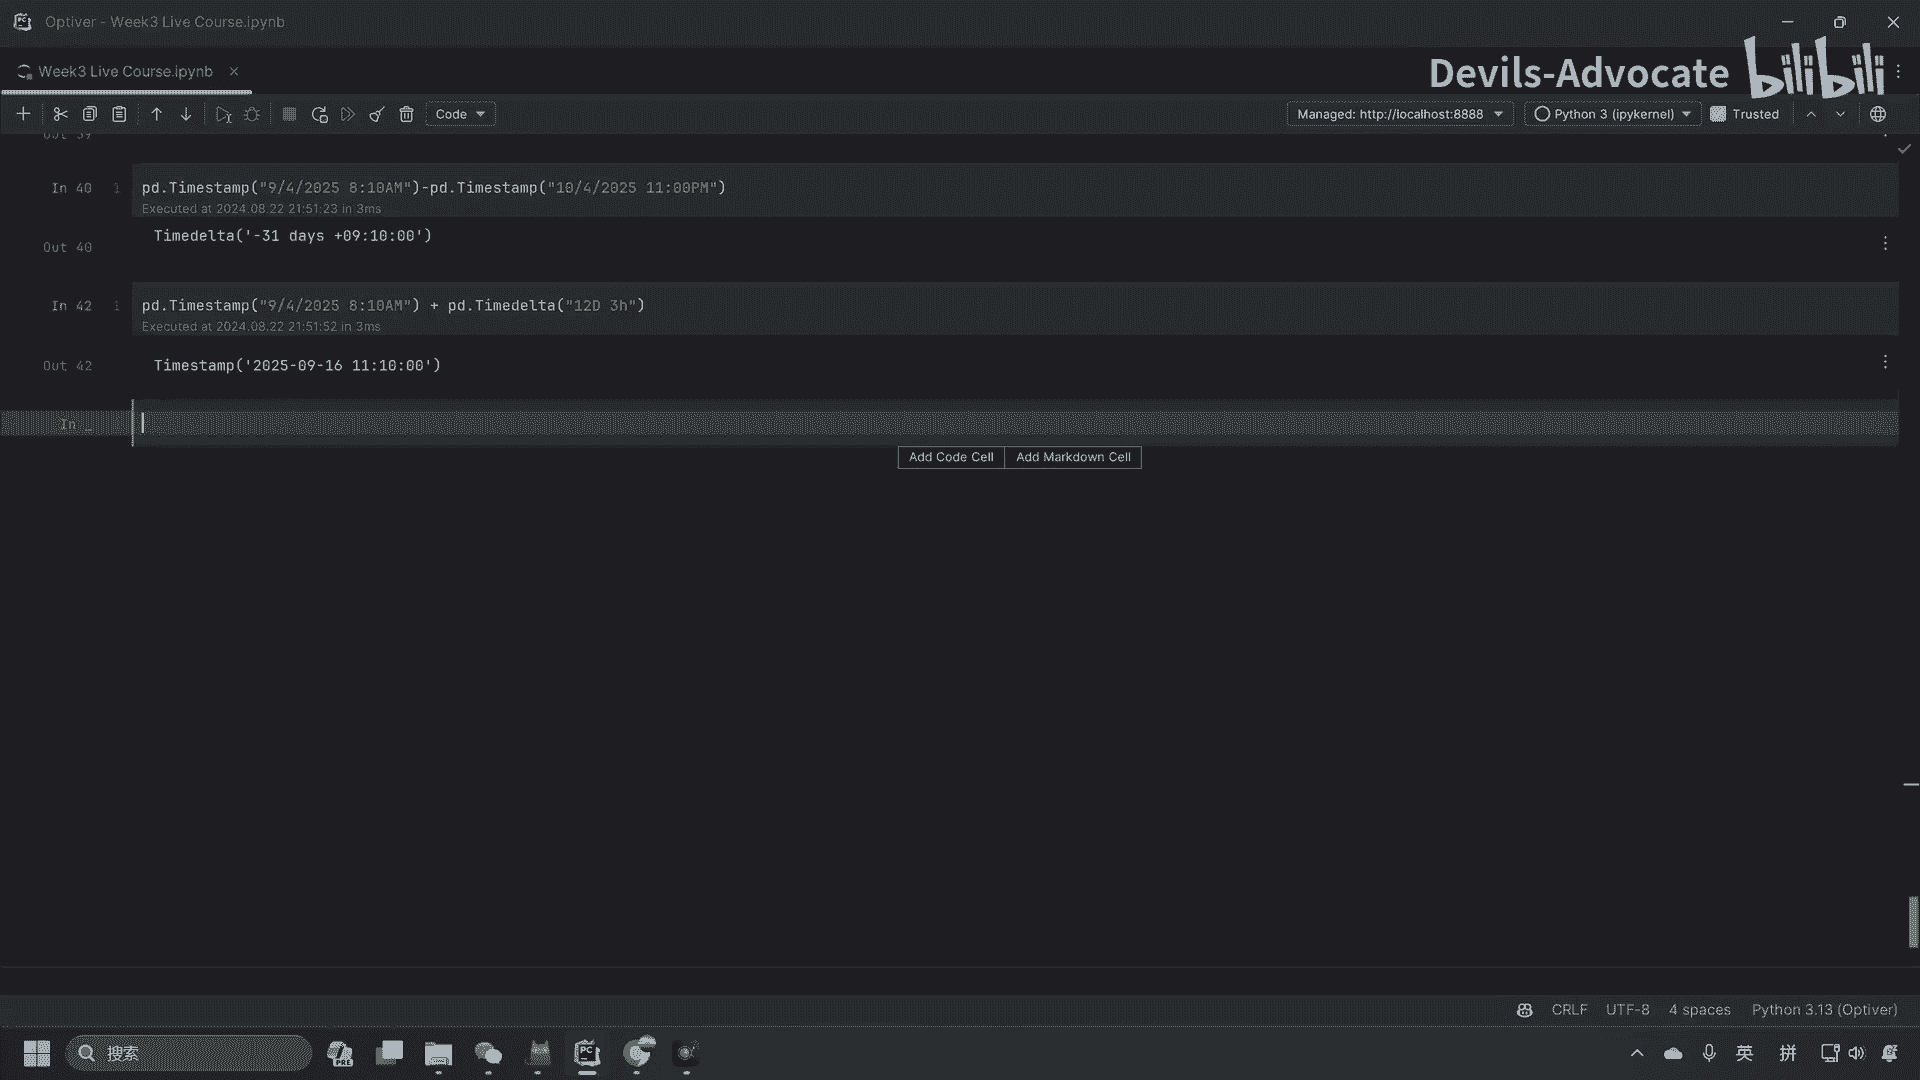 Optiver - Week3 Live Course.ipynb
Week3 Live Course.ipynb
Devils-Advocate bilibili
Code
Managed: http://localhost:8888
Python 3 (ipykernel)
Trusted
Out 39
In 40 1 pd.Timestamp("9/4/2025 8:10AM")-pd.Timestamp("10/4/2025 11:00PM")
Executed at 2024.08.22 21:51:23 in 3ms
Out 40 Timedelta('-31 days +09:10:00')
In 42 1 pd.Timestamp("9/4/2025 8:10AM") + pd.Timedelta("12D 3h")
Executed at 2024.08.22 21:51:52 in 3ms
Out 42 Timestamp('2025-09-16 11:10:00')
In _
Add Code Cell Add Markdown Cell
CRLF UTF-8 4 spaces Python 3.13 (Optiver)
搜索
PRE
PC
英 拼